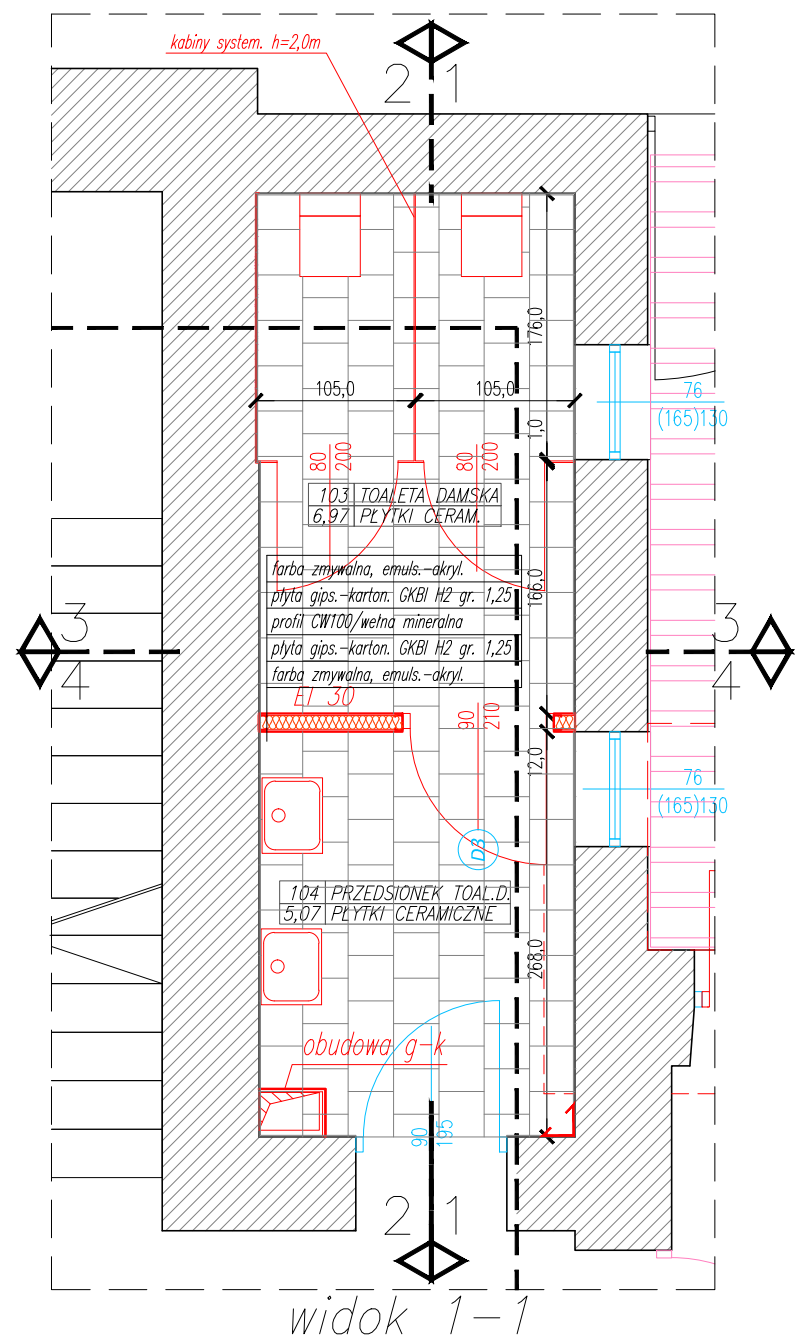 kabiny system. h=2,0m
2 1
176,0
105,0 105,0
76
(165)130
1,0
80
200
80
200
103 TOALETA DAMSKA
6,97 PŁYTKI CERAM.
farba zmywalna, emuls.-akryl.
płyta gips.-karton. GKBI H2 gr. 1,25
profil CW100/wełna mineralna
płyta gips.-karton. GKBI H2 gr. 1,25
farba zmywalna, emuls.-akryl.
166,0
3 3
4 4
EI 30
90
210
12,0
76
(165)130
D3
104 PRZEDSIONEK TOAL.D.
5,07 PŁYTKI CERAMICZNE
268,0
obudowa g-k
90
195
2 1
widok 1-1